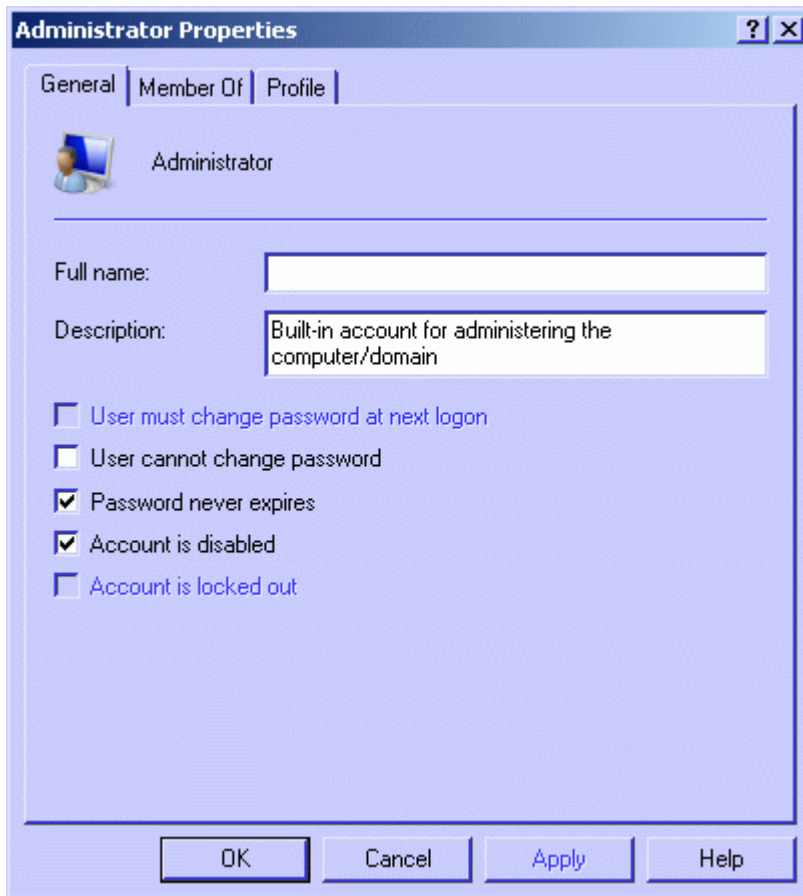 Administrator Properties
General Member Of Profile
Administrator
Full name:
Description: Built-in account for administering the
computer/domain
User must change password at next logon
User cannot change password
Password never expires
Account is disabled
Account is locked out
OK Cancel Apply Help